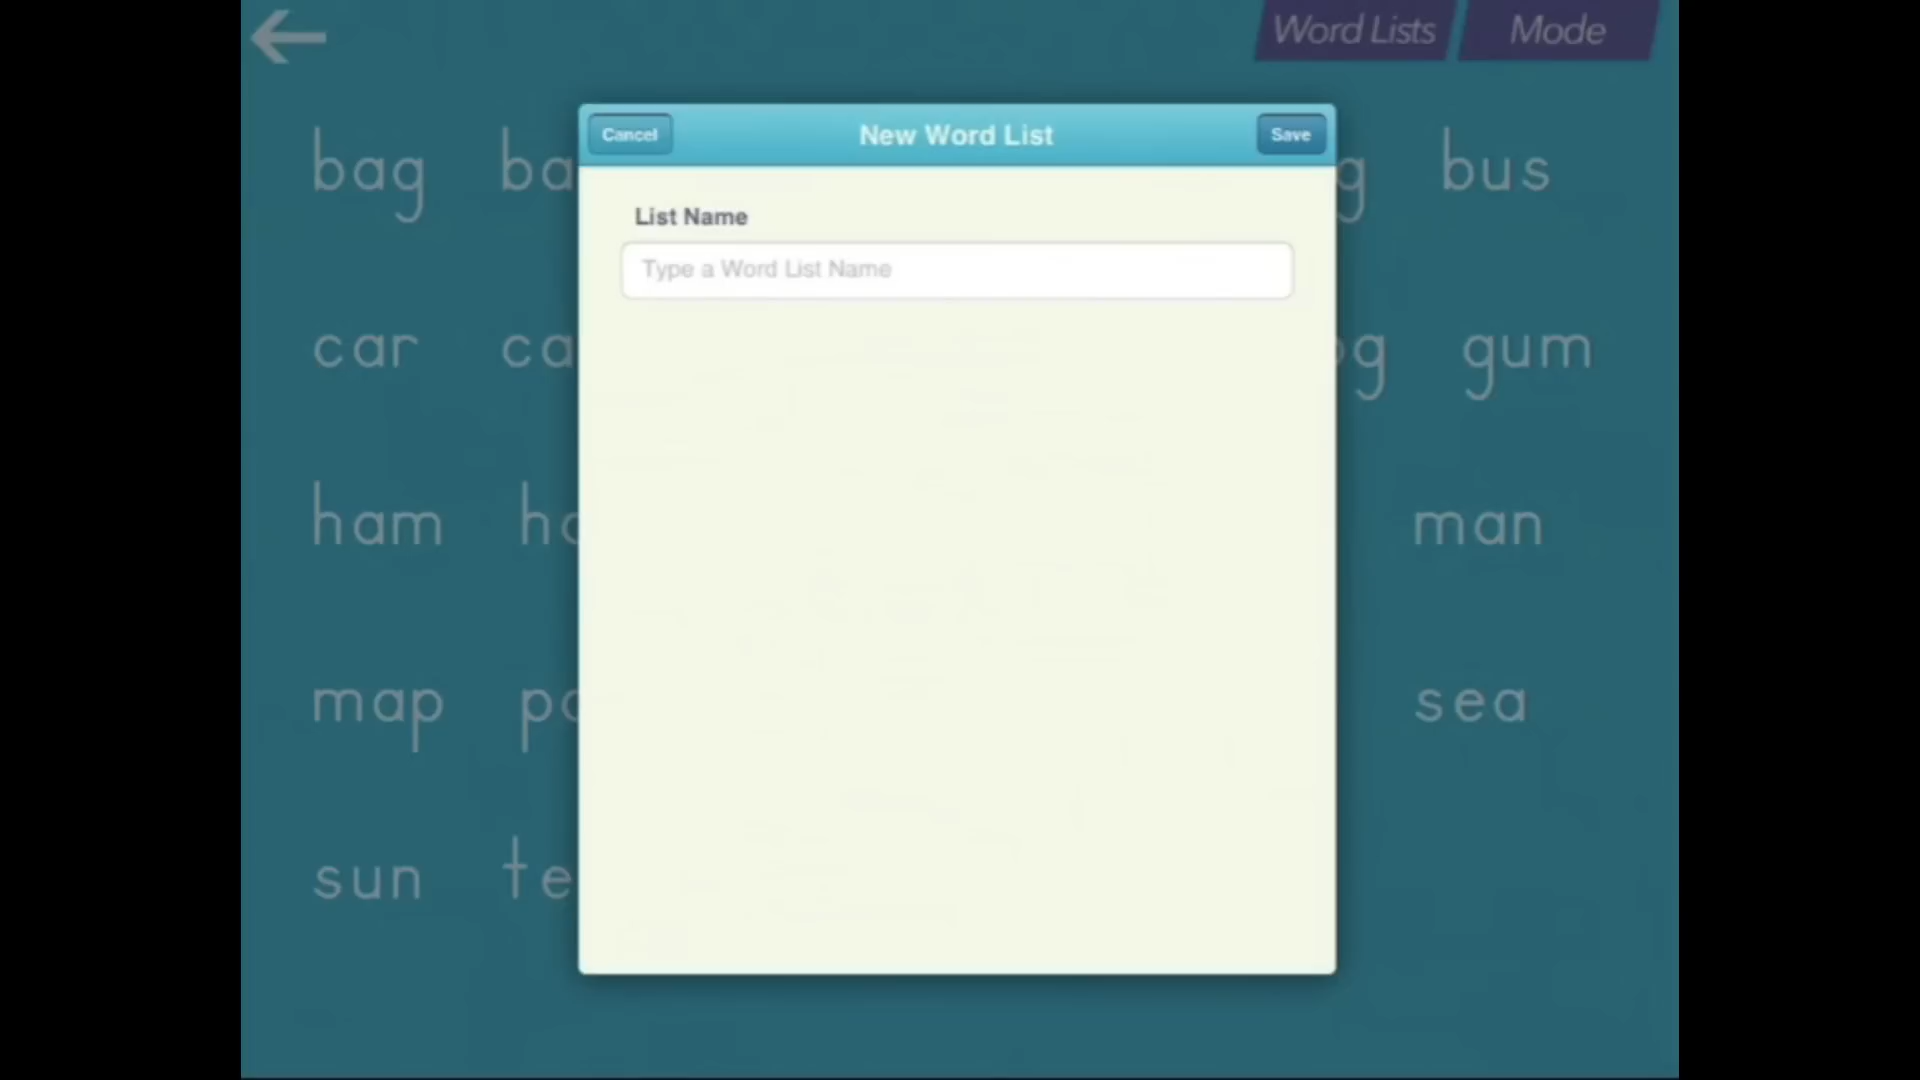 Word Lists Mode
Cancel New Word List Save
bag bus
List Name
Type a Word List Name
car gum
ham man
map sea
sun